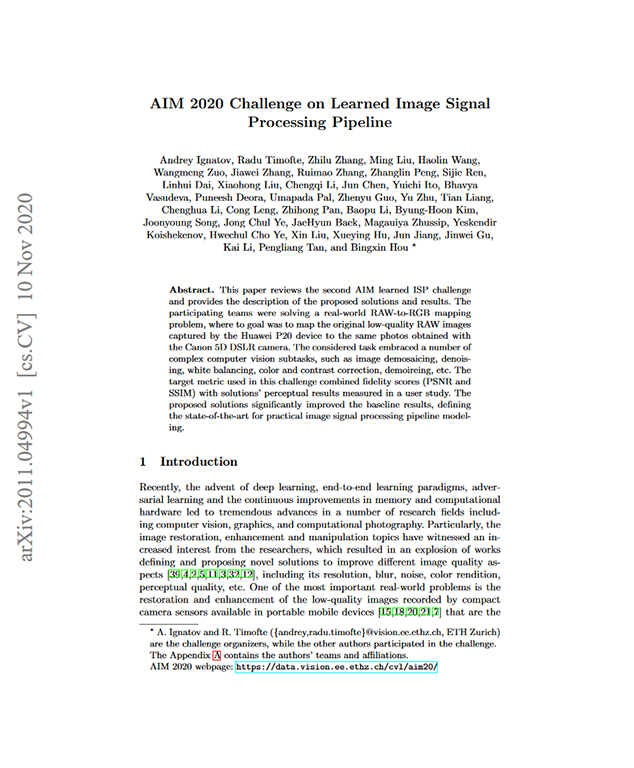 AIM 2020 Challenge on Learned Image Signal
Processing Pipeline
Andrey Ignatov, Radu Timofte, Zhilu Zhang, Ming Liu, Haolin Wang,
Wangmeng Zuo, Jiawei Zhang, Ruimao Zhang, Zhanglin Peng, Sijie Ren,
Linhui Dai, Xiaohong Liu, Chengqi Li, Jun Chen, Yuichi Ito, Bhavya
Vasudeva, Puneesh Deora, Umapada Pal, Zhenyu Guo, Yu Zhu, Tian Liang,
Chenghua Li, Cong Leng, Zhihong Pan, Baopu Li, Byung-Hoon Kim,
Joonyoung Song, Jong Chul Ye, JaeHyun Baek, Magauiya Zhussip, Yeskendir
Koishekenov, Hwechul Cho Ye, Xin Liu, Xueying Hu, Jun Jiang, Jinwei Gu,
Kai Li, Pengliang Tan, and Bingxin Hou *
Abstract. This paper reviews the second AIM learned ISP challenge
and provides the description of the proposed solutions and results. The
participating teams were solving a real-world RAW-to-RGB mapping
problem, where to goal was to map the original low-quality RAW images
captured by the Huawei P20 device to the same photos obtained with
the Canon 5D DSLR camera. The considered task embraced a number of
complex computer vision subtasks, such as image demosaicing, denois-
ing, white balancing, color and contrast correction, demoireing, etc. The
target metric used in this challenge combined fidelity scores (PSNR and
SSIM) with solutions' perceptual results measured in a user study. The
proposed solutions significantly improved the baseline results, defining
the state-of-the-art for practical image signal processing pipeline model-
ing.
1 Introduction
Recently, the advent of deep learning, end-to-end learning paradigms, adver-
sarial learning and the continuous improvements in memory and computational
hardware led to tremendous advances in a number of research fields includ-
ing computer vision, graphics, and computational photography. Particularly, the
image restoration, enhancement and manipulation topics have witnessed an in-
creased interest from the researchers, which resulted in an explosion of works
defining and proposing novel solutions to improve different image quality as-
pects [39,4,2,5,11,3,32,12], including its resolution, blur, noise, color rendition,
perceptual quality, etc. One of the most important real-world problems is the
restoration and enhancement of the low-quality images recorded by compact
camera sensors available in portable mobile devices [15,18,20,21,7] that are the
* A. Ignatov and R. Timofte ({andrey,radu.timofte}@vision.ee.ethz.ch, ETH Zurich)
are the challenge organizers, while the other authors participated in the challenge.
The Appendix A contains the authors' teams and affiliations.
AIM 2020 webpage: https://data.vision.ee.ethz.ch/cvl/aim20/
arXiv:2011.04994v1 [cs.CV] 10 Nov 2020